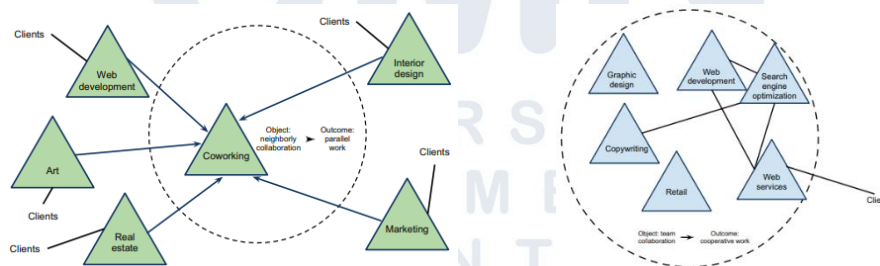 Clients
Web
development
Clients
Interior
design
Art
Clients
Coworking
Object:
neighborly
collaboration
Outcome:
parallel
work
Clients
Real
estate
Clients
Marketing
Graphic
design
Web
development
Search
engine
optimization
Copywriting
Retail
Web
services
Clie
Object: team
collaboration
Outcome:
cooperative work
R S
M E
N T